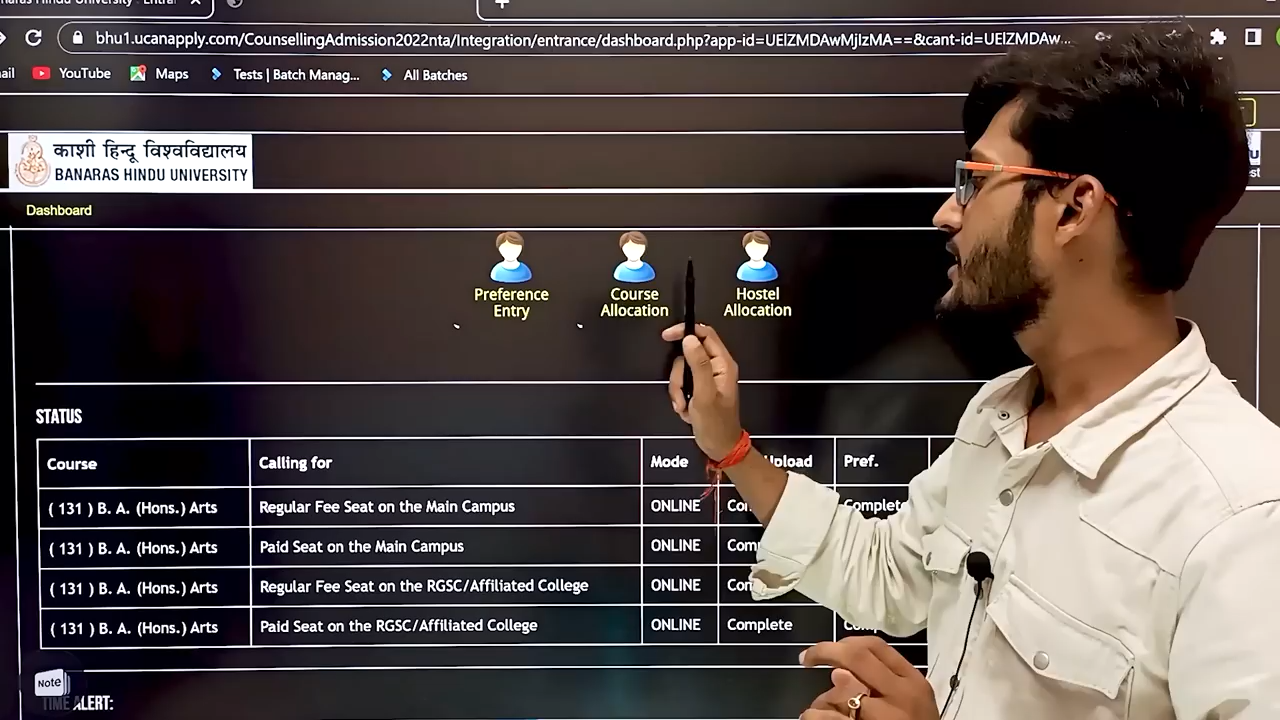 bhu1.ucanapply.com/CounsellingAdmission2022nta/Integration/entrance/dashboard.php?app-id=UElZMDAwMjIzMA==&cant-id=UElZMDAw...
YouTube
Maps
Tests | Batch Manag...
All Batches
काशी हिन्दू विश्वविद्यालय
BANARAS HINDU UNIVERSITY
Dashboard
Preference Entry
Course Allocation
Hostel Allocation
STATUS
Course Calling for Mode Upload Pref.
( 131 ) B. A. (Hons.) Arts Regular Fee Seat on the Main Campus ONLINE Complete
( 131 ) B. A. (Hons.) Arts Paid Seat on the Main Campus ONLINE
( 131 ) B. A. (Hons.) Arts Regular Fee Seat on the RGSC/Affiliated College ONLINE
( 131 ) B. A. (Hons.) Arts Paid Seat on the RGSC/Affiliated College ONLINE Complete
Note
TIME ALERT: